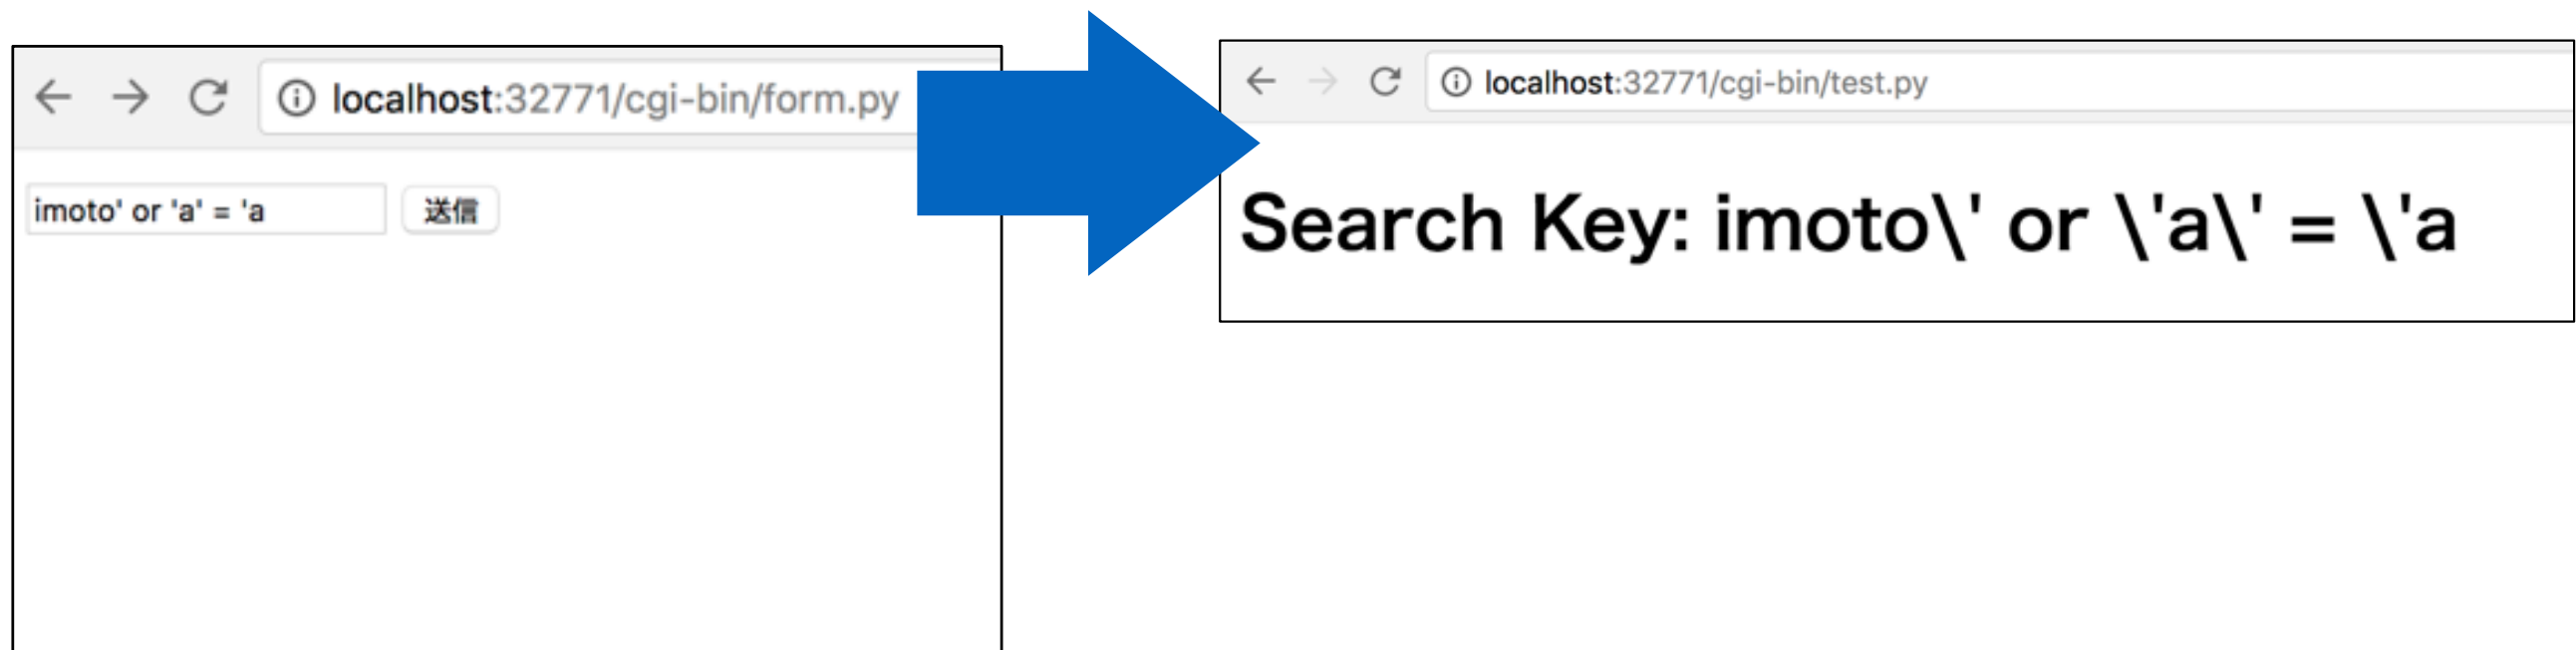 localhost:32771/cgi-bin/form.py
imoto' or 'a' = 'a 送信
localhost:32771/cgi-bin/test.py
Search Key: imoto\' or \'a\' = \'a